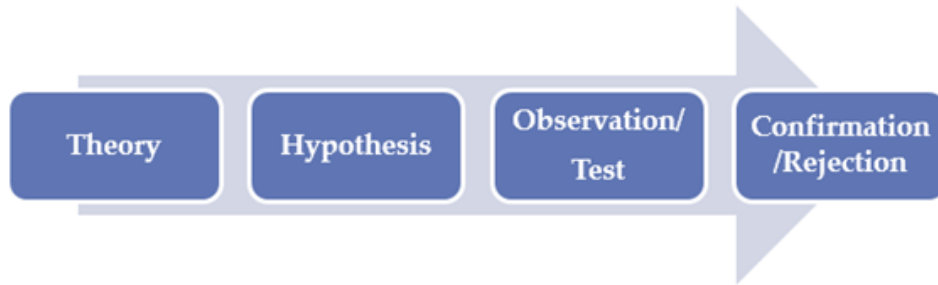 Theory
Hypothesis
Observation/
Test
Confirmation
/Rejection